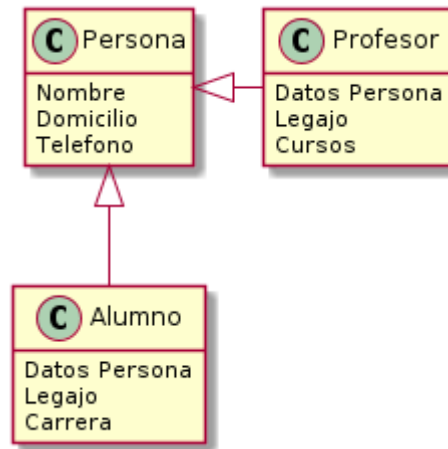 C Persona
Nombre
Domicilio
Telefono
C Profesor
Datos Persona
Legajo
Cursos
C Alumno
Datos Persona
Legajo
Carrera